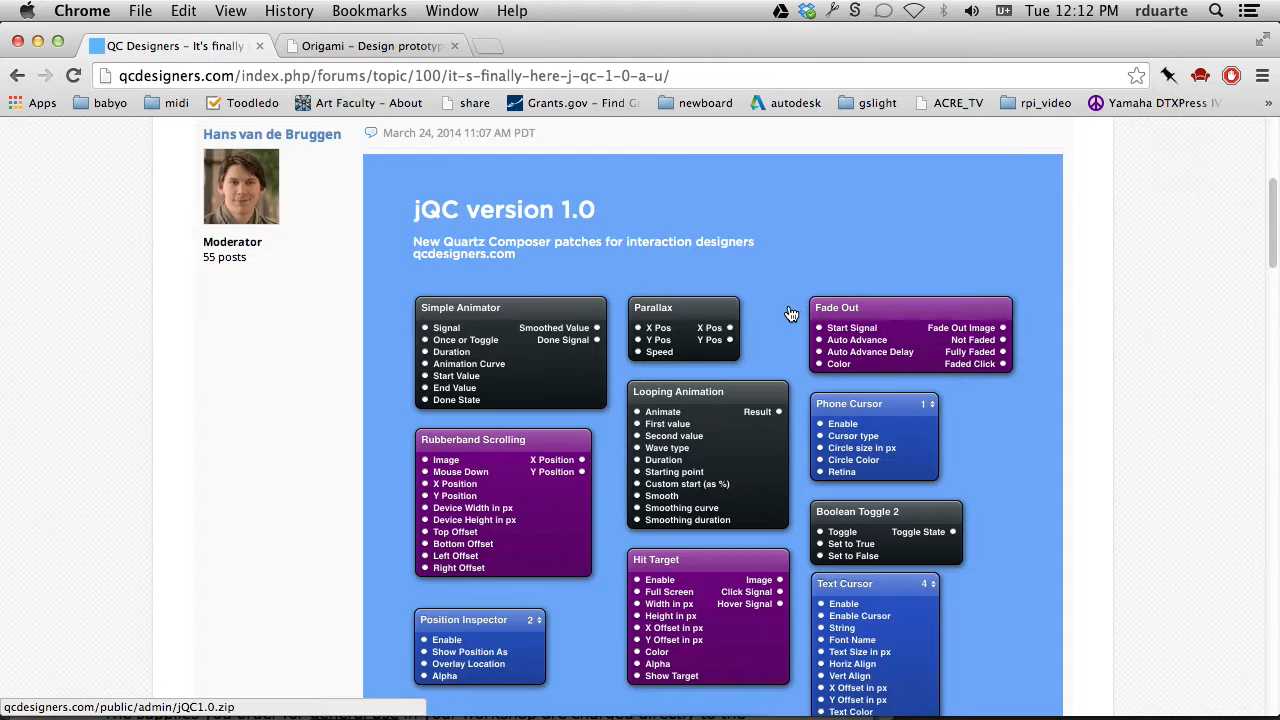 Chrome File Edit View History Bookmarks Window Help Tue 12:12 PM rduarte
QC Designers – It's finally
Origami – Design prototyp
qcdesigners.com/index.php/forums/topic/100/it-s-finally-here-j-qc-1-0-a-u/
Apps babyo midi Toodledo Art Faculty – About share Grants.gov – Find Gr newboard autodesk gslight ACRE_TV rpi_video Yamaha DTXPress IV »
Hans van de Bruggen
March 24, 2014 11:07 AM PDT
Moderator
55 posts
jQC version 1.0
New Quartz Composer patches for interaction designers
qcdesigners.com
Simple Animator
Signal Smoothed Value
Once or Toggle Done Signal
Duration
Animation Curve
Start Value
End Value
Done State
Parallax
X Pos X Pos
Y Pos Y Pos
Speed
Fade Out
Start Signal Fade Out Image
Auto Advance Not Faded
Auto Advance Delay Fully Faded
Color Faded Click
Looping Animation
Animate Result
First value
Second value
Wave type
Duration
Starting point
Custom start (as %)
Smooth
Smoothing curve
Smoothing duration
Phone Cursor 1
Enable
Cursor type
Circle size in px
Circle Color
Retina
Rubberband Scrolling
Image X Position
Mouse Down Y Position
X Position
Y Position
Device Width in px
Device Height in px
Top Offset
Bottom Offset
Left Offset
Right Offset
Boolean Toggle 2
Toggle Toggle State
Set to True
Set to False
Hit Target
Enable Image
Full Screen Click Signal
Width in px Hover Signal
Height in px
X Offset in px
Y Offset in px
Color
Alpha
Show Target
Text Cursor 4
Enable
Enable Cursor
String
Font Name
Text Size in px
Horiz Align
Vert Align
X Offset in px
Y Offset in px
Text Color
Position Inspector 2
Enable
Show Position As
Overlay Location
Alpha
qcdesigners.com/public/admin/jQC1.0.zip